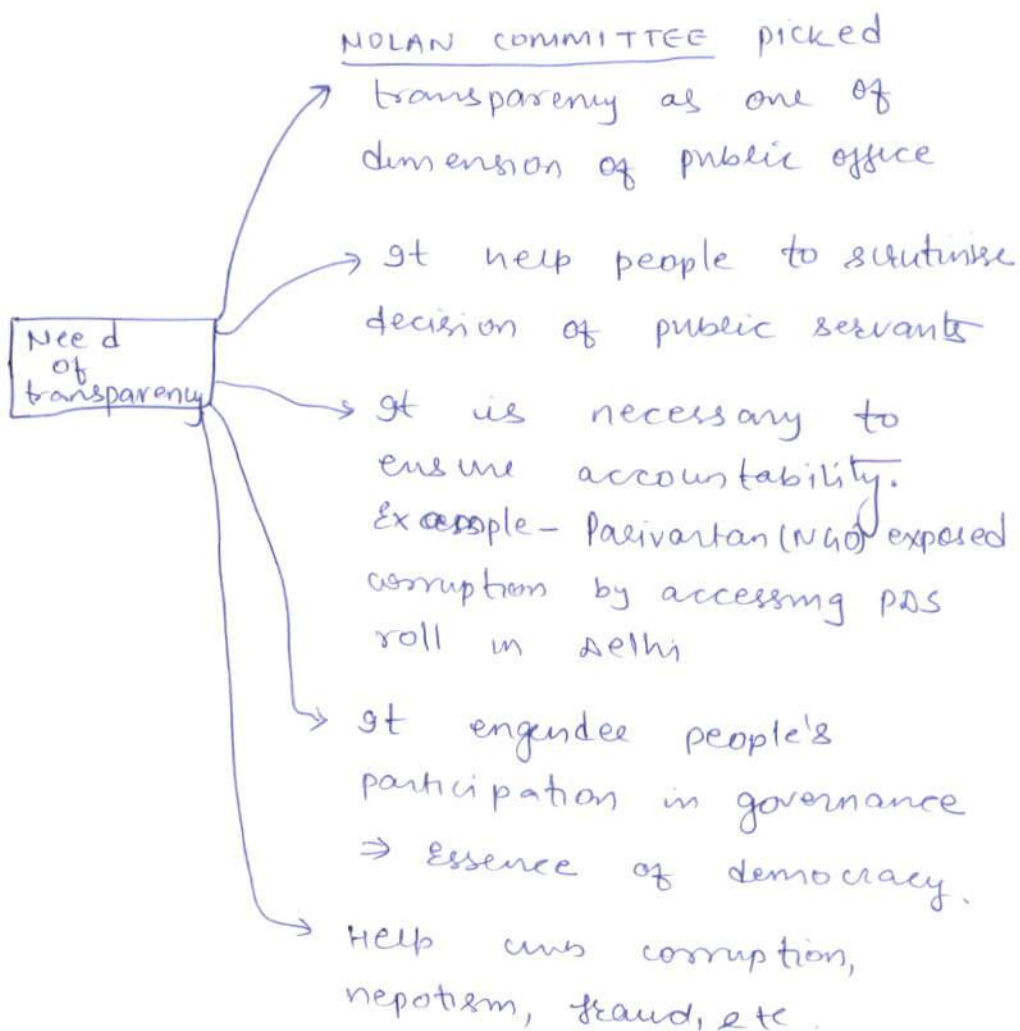 NOLAN COMMITTEE picked
transparency as one of
dimension of public office
It help people to scrutinise
decision of public servants
Need
of
transparency
It is necessary to
ensure accountability.
Example - Parivartan (NGO) exposed
corruption by accessing PDS
roll in Delhi
It engender people's
participation in governance
⇒ Essence of democracy.
Help curb corruption,
nepotism, fraud, etc.